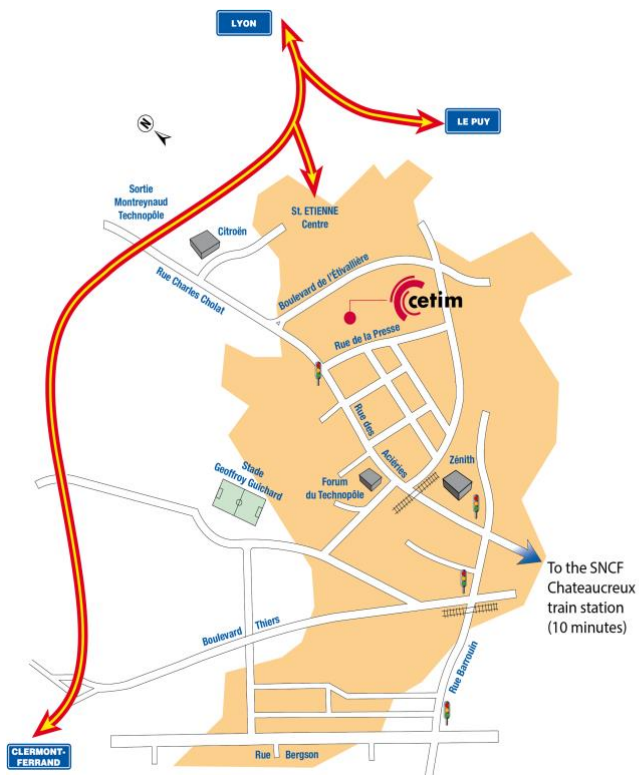 LYON
LE PUY
N
Sortie
Montreynaud
Technopôle
Citroën
St. ETIENNE
Centre
Rue Charles Cholat
Boulevard de l'Élivallière
cetim
Rue de la Presse
Rue des Aciéries
Zénith
Stade
Geoffroy Guichard
Forum
du Technopôle
To the SNCF
Chateaucreux
train station
(10 minutes)
Boulevard Thiers
Rue Barrouin
CLERMONT-
FERRAND
Rue Bergson